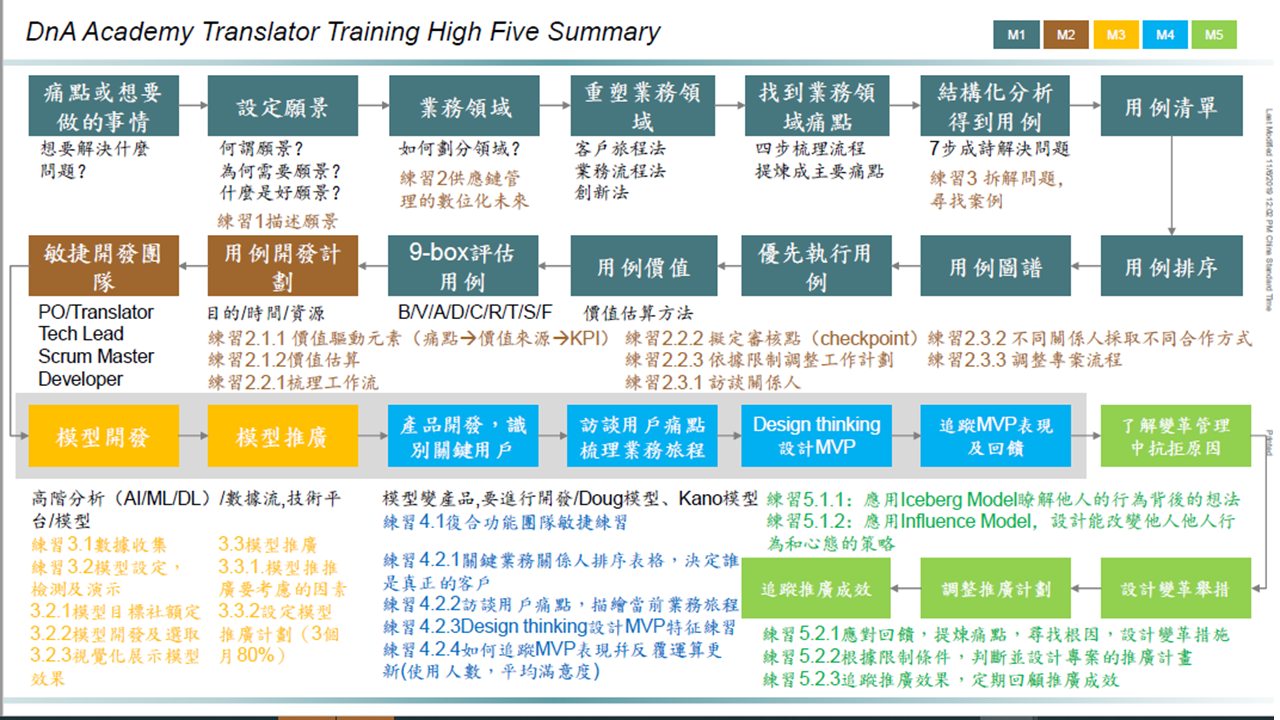 DnA Academy Translator Training High Five Summary
M1 M2 M3 M4 M5
痛點或想要
做的事情
設定願景
業務領域
重塑業務領
域
找到業務領
域痛點
結構化分析
得到用例
用例清單
想要解決什麼
問題?
何謂願景?
為何需要願景?
什麼是好願景?
練習1描述願景
如何劃分領域?
練習2供應鏈管
理的數位化未來
客戶旅程法
業務流程法
創新法
四步梳理流程
提煉成主要痛點
7步成詩解決問題
練習3 拆解問題,
尋找案例
敏捷開發團
隊
用例開發計
劃
9-box評估
用例
用例價值
優先執行用
例
用例圖譜
用例排序
PO/Translator
Tech Lead
Scrum Master
Developer
目的/時間/資源
B/V/A/D/C/R/T/S/F
價值估算方法
練習2.1.1 價值驅動元素（痛點→價值來源→KPI）
練習2.1.2價值估算
練習2.2.1梳理工作流
練習2.2.2 擬定審核點（checkpoint）
練習2.2.3 依據限制調整工作計劃
練習2.3.1 訪談關係人
練習2.3.2 不同關係人採取不同合作方式
練習2.3.3 調整專案流程
模型開發
模型推廣
產品開發，識
別關鍵用戶
訪談用戶痛點
梳理業務旅程
Design thinking
設計MVP
追蹤MVP表現
及回饋
了解變革管理
中抗拒原因
高階分析（AI/ML/DL）/數據流,技術平
台/模型
練習3.1數據收集
練習3.2模型設定，
檢測及演示
3.2.1模型目標社額定
3.2.2模型開發及選取
3.2.3視覺化展示模型
效果
3.3模型推廣
3.3.1.模型推推
廣要考慮的因素
3.3.2設定模型
推廣計劃（3個
月80%）
模型變產品,要進行開發/Doug模型、Kano模型
練習4.1復合功能團隊敏捷練習
練習4.2.1關鍵業務關係人排序表格，決定誰
是真正的客戶
練習4.2.2訪談用戶痛點，描繪當前業務旅程
練習4.2.3Design thinking設計MVP特征練習
練習4.2.4如何追蹤MVP表現幷反覆運算更
新(使用人數，平均滿意度)
練習5.1.1：應用Iceberg Model瞭解他人的行為背後的想法
練習5.1.2：應用Influence Model，設計能改變他人他人行
為和心態的策略
追蹤推廣成效
調整推廣計劃
設計變革舉措
練習5.2.1應對回饋，提煉痛點，尋找根因，設計變革措施
練習5.2.2根據限制條件，判斷並設計專案的推廣計畫
練習5.2.3追蹤推廣效果，定期回顧推廣成效
Last Modified 11/6/2019 12:02 PM China Standard Time
Printed